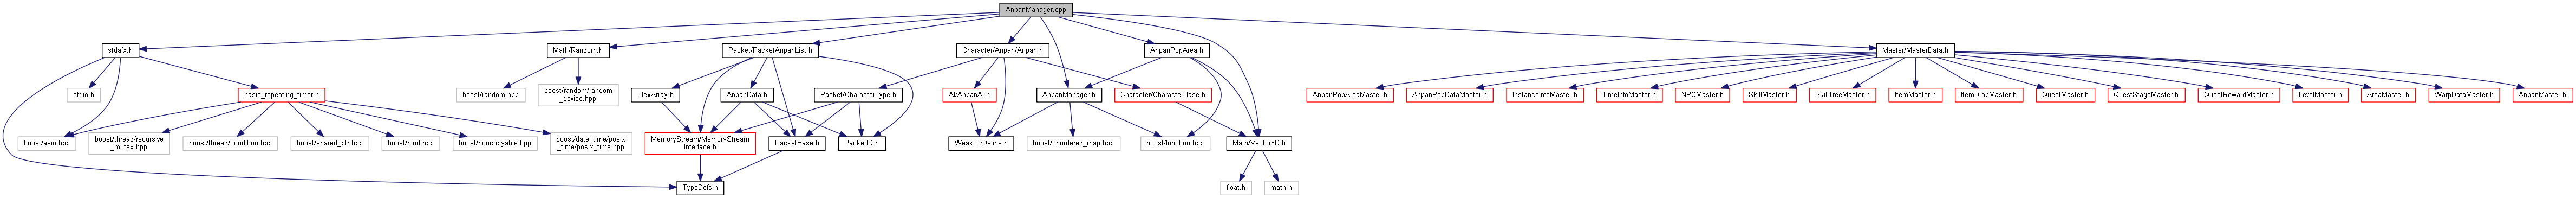 AnpanManager.cpp
stdafx.h
Math/Random.h
Packet/PacketAnpanList.h
Character/Anpan/Anpan.h
AnpanPopArea.h
Master/MasterData.h
stdio.h
basic_repeating_timer.h
boost/random.hpp
boost/random/random
_device.hpp
FlexArray.h
AnpanData.h
Packet/CharacterType.h
AI/AnpanAI.h
AnpanManager.h
Character/CharacterBase.h
AnpanPopAreaMaster.h
AnpanPopDataMaster.h
InstanceInfoMaster.h
TimeInfoMaster.h
NPCMaster.h
SkillMaster.h
SkillTreeMaster.h
ItemMaster.h
ItemDropMaster.h
QuestMaster.h
QuestStageMaster.h
QuestRewardMaster.h
LevelMaster.h
AreaMaster.h
WarpDataMaster.h
AnpanMaster.h
boost/asio.hpp
boost/thread/recursive
_mutex.hpp
boost/thread/condition.hpp
boost/shared_ptr.hpp
boost/bind.hpp
boost/noncopyable.hpp
boost/date_time/posix
_time/posix_time.hpp
MemoryStream/MemoryStream
Interface.h
PacketBase.h
PacketID.h
WeakPtrDefine.h
boost/unordered_map.hpp
boost/function.hpp
Math/Vector3D.h
TypeDefs.h
float.h
math.h